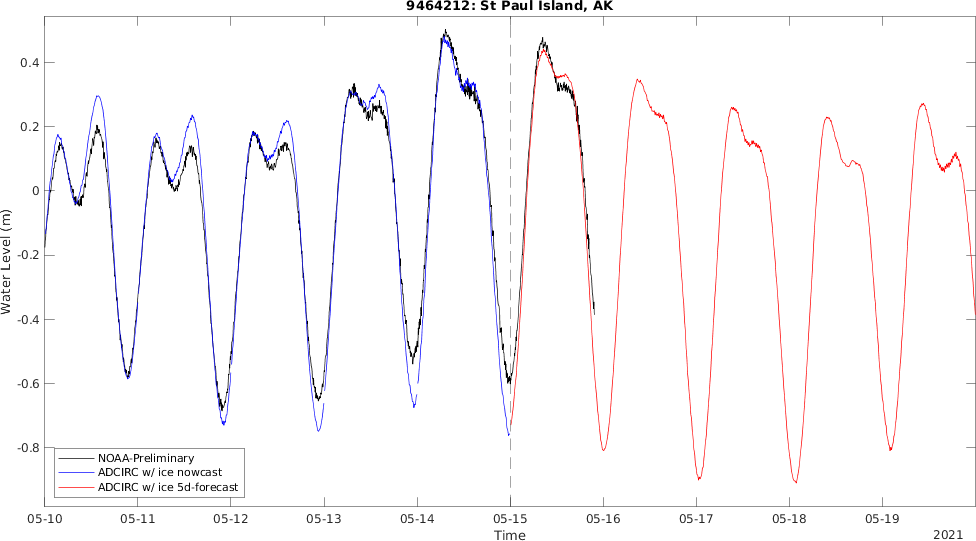 9464212: St Paul Island, AK
0.4
0.2
0
-0.2
-0.4
-0.6
-0.8
Water Level (m)
NOAA-Preliminary
ADCIRC w/ ice nowcast
ADCIRC w/ ice 5d-forecast
05-10 05-11 05-12 05-13 05-14 05-15 05-16 05-17 05-18 05-19
Time
2021